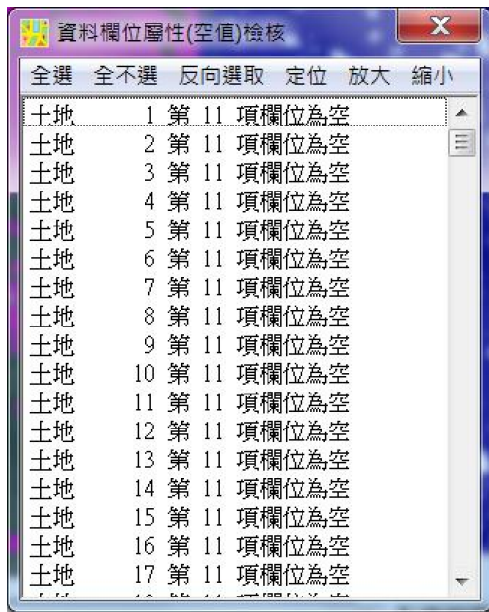 資料欄位屬性(空值)檢核
全選 全不選 反向選取 定位 放大 縮小
土地 1 第 11 項欄位為空
土地 2 第 11 項欄位為空
土地 3 第 11 項欄位為空
土地 4 第 11 項欄位為空
土地 5 第 11 項欄位為空
土地 6 第 11 項欄位為空
土地 7 第 11 項欄位為空
土地 8 第 11 項欄位為空
土地 9 第 11 項欄位為空
土地 10 第 11 項欄位為空
土地 11 第 11 項欄位為空
土地 12 第 11 項欄位為空
土地 13 第 11 項欄位為空
土地 14 第 11 項欄位為空
土地 15 第 11 項欄位為空
土地 16 第 11 項欄位為空
土地 17 第 11 項欄位為空